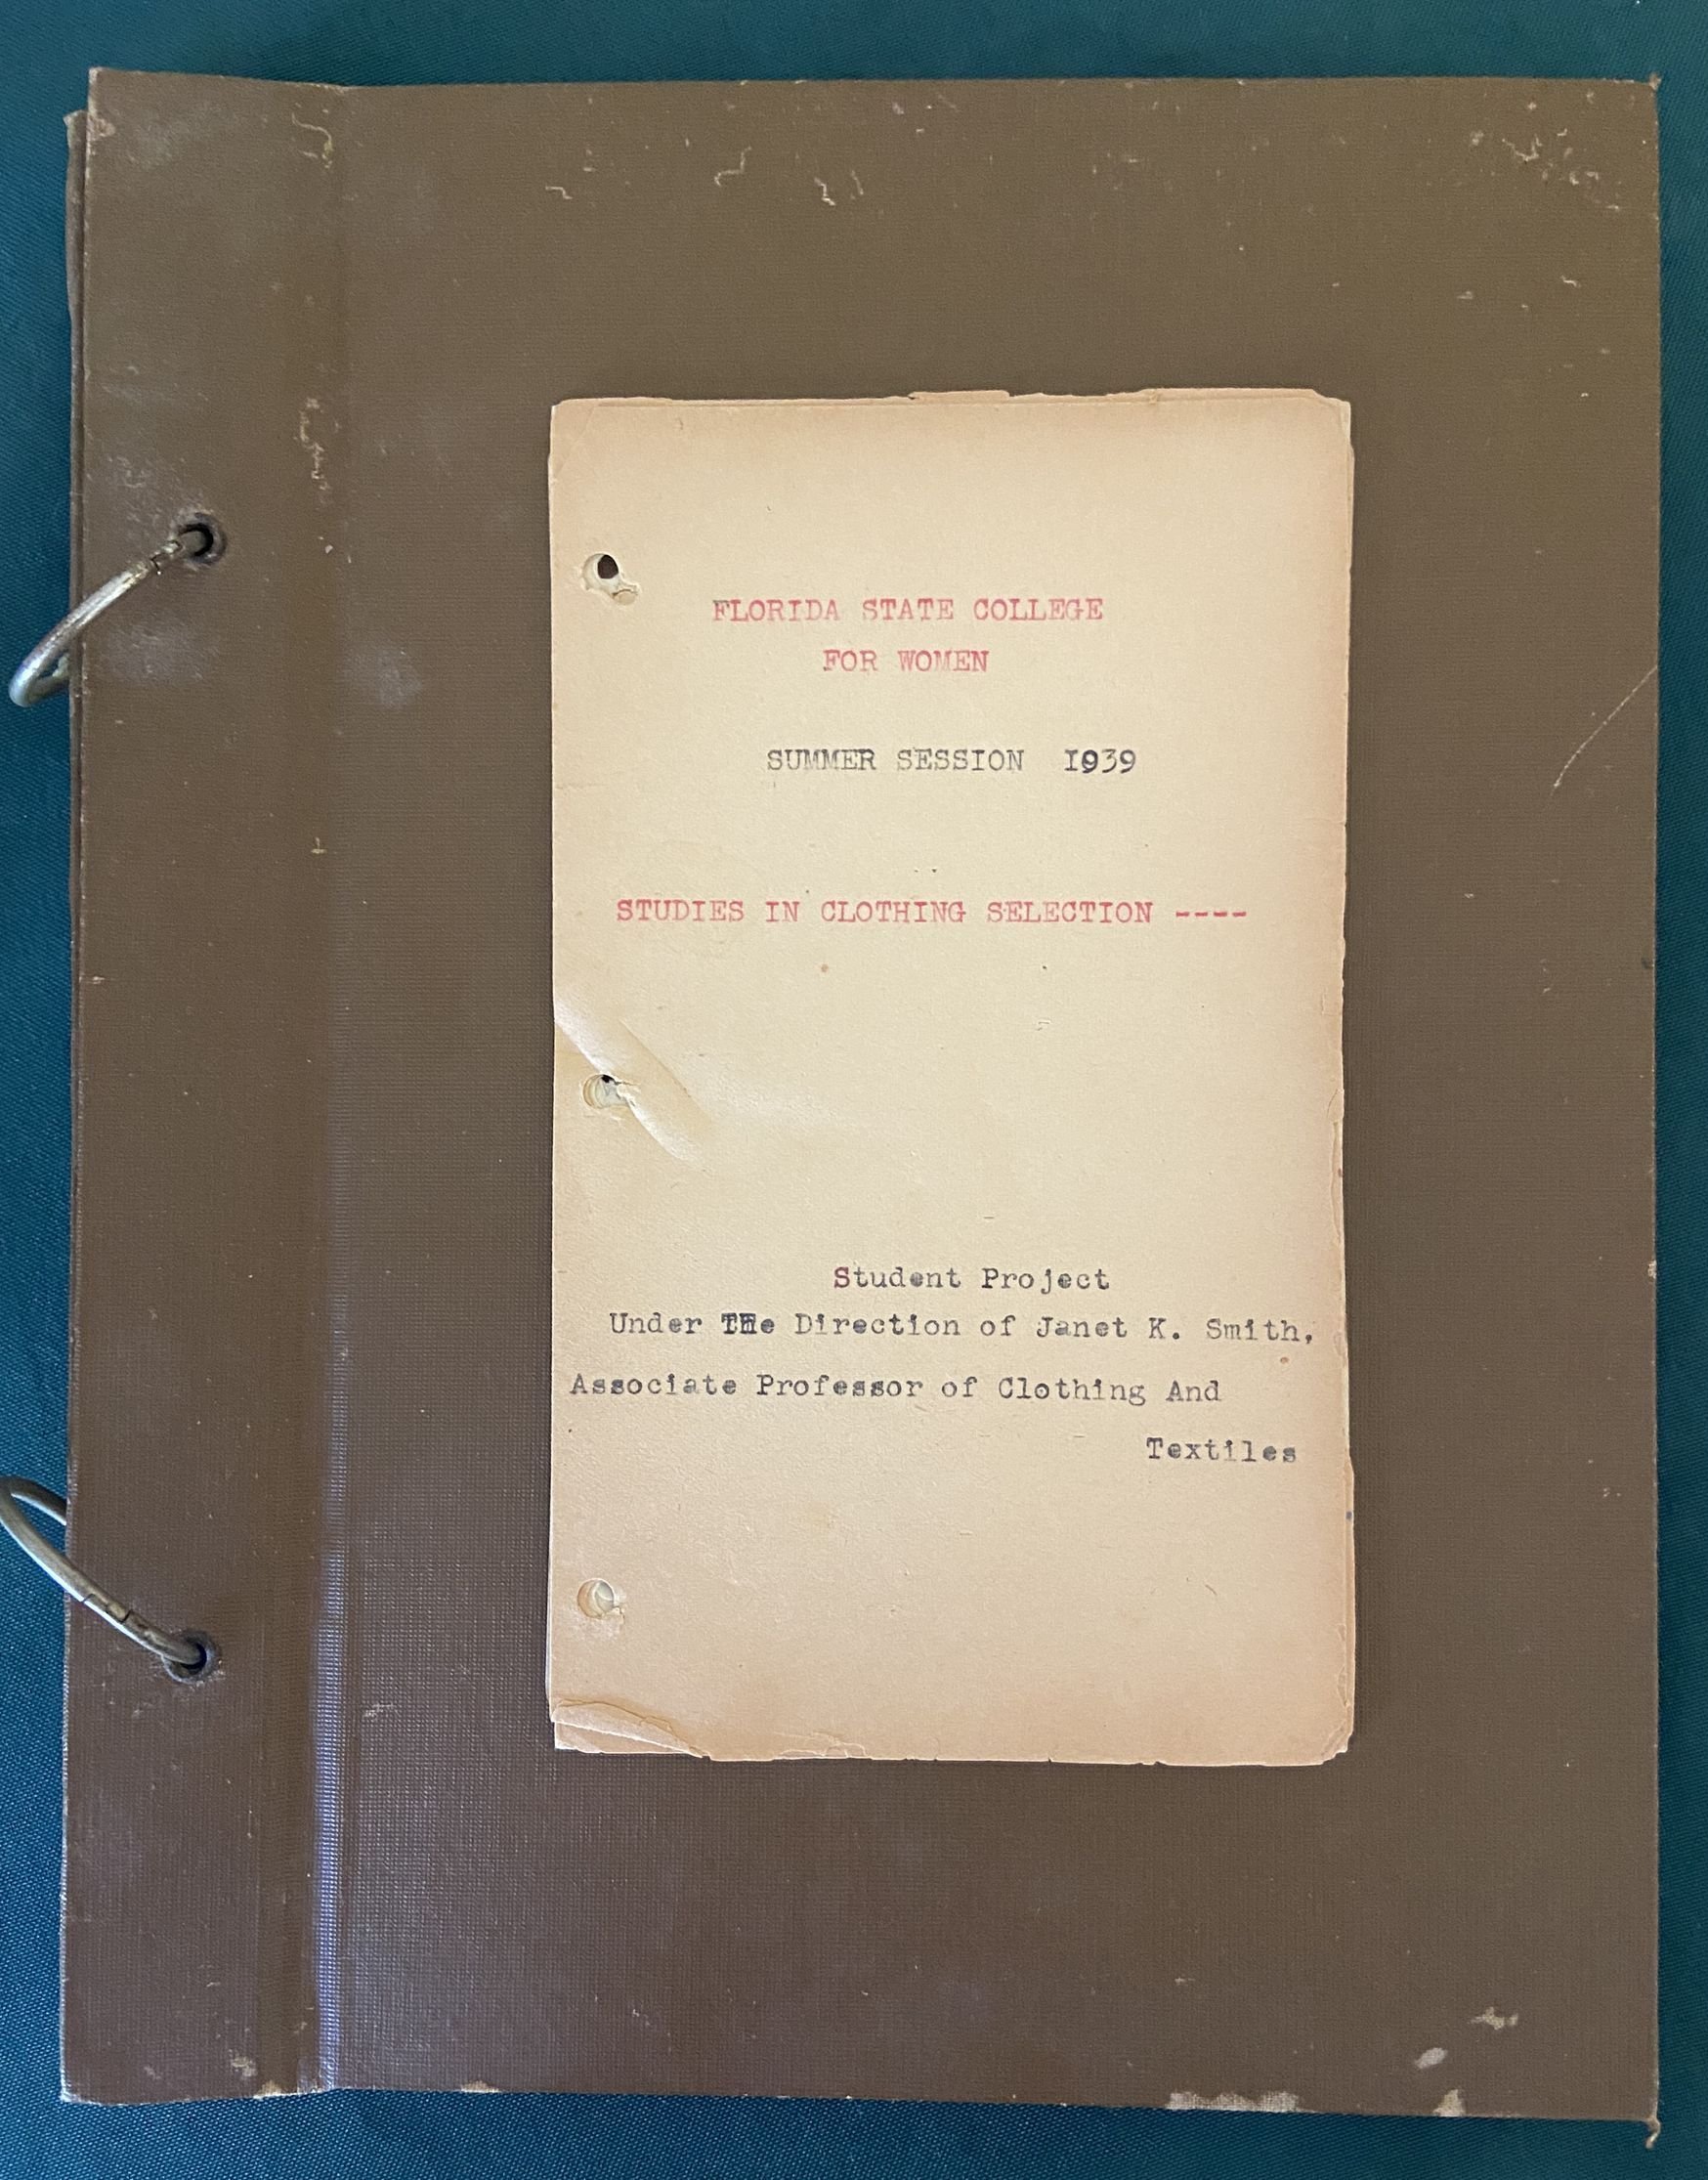 FLORIDA STATE COLLEGE
FOR WOMEN
SUMMER SESSION 1939
STUDIES IN CLOTHING SELECTION ----
Student Project
Under THe Direction of Janet K. Smith,
Associate Professor of Clothing And
Textiles